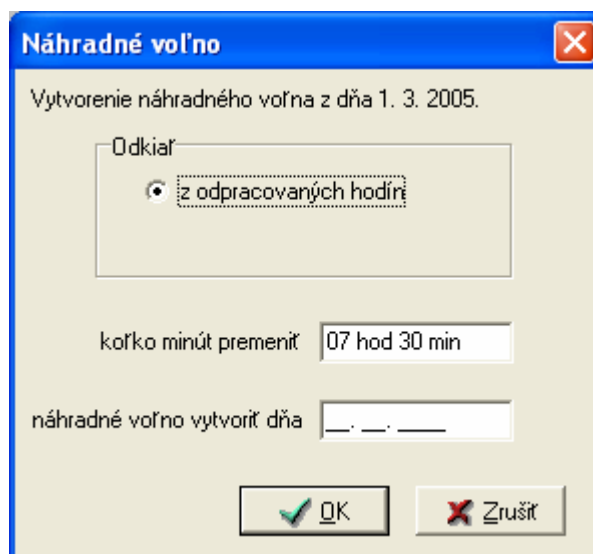 Náhradné voľno
Vytvorenie náhradného voľna z dňa 1. 3. 2005.
Odkiaľ
z odpracovaných hodín
koľko minút premeniť 07 hod 30 min
náhradné voľno vytvoriť dňa __. __. ____
OK Zrušiť